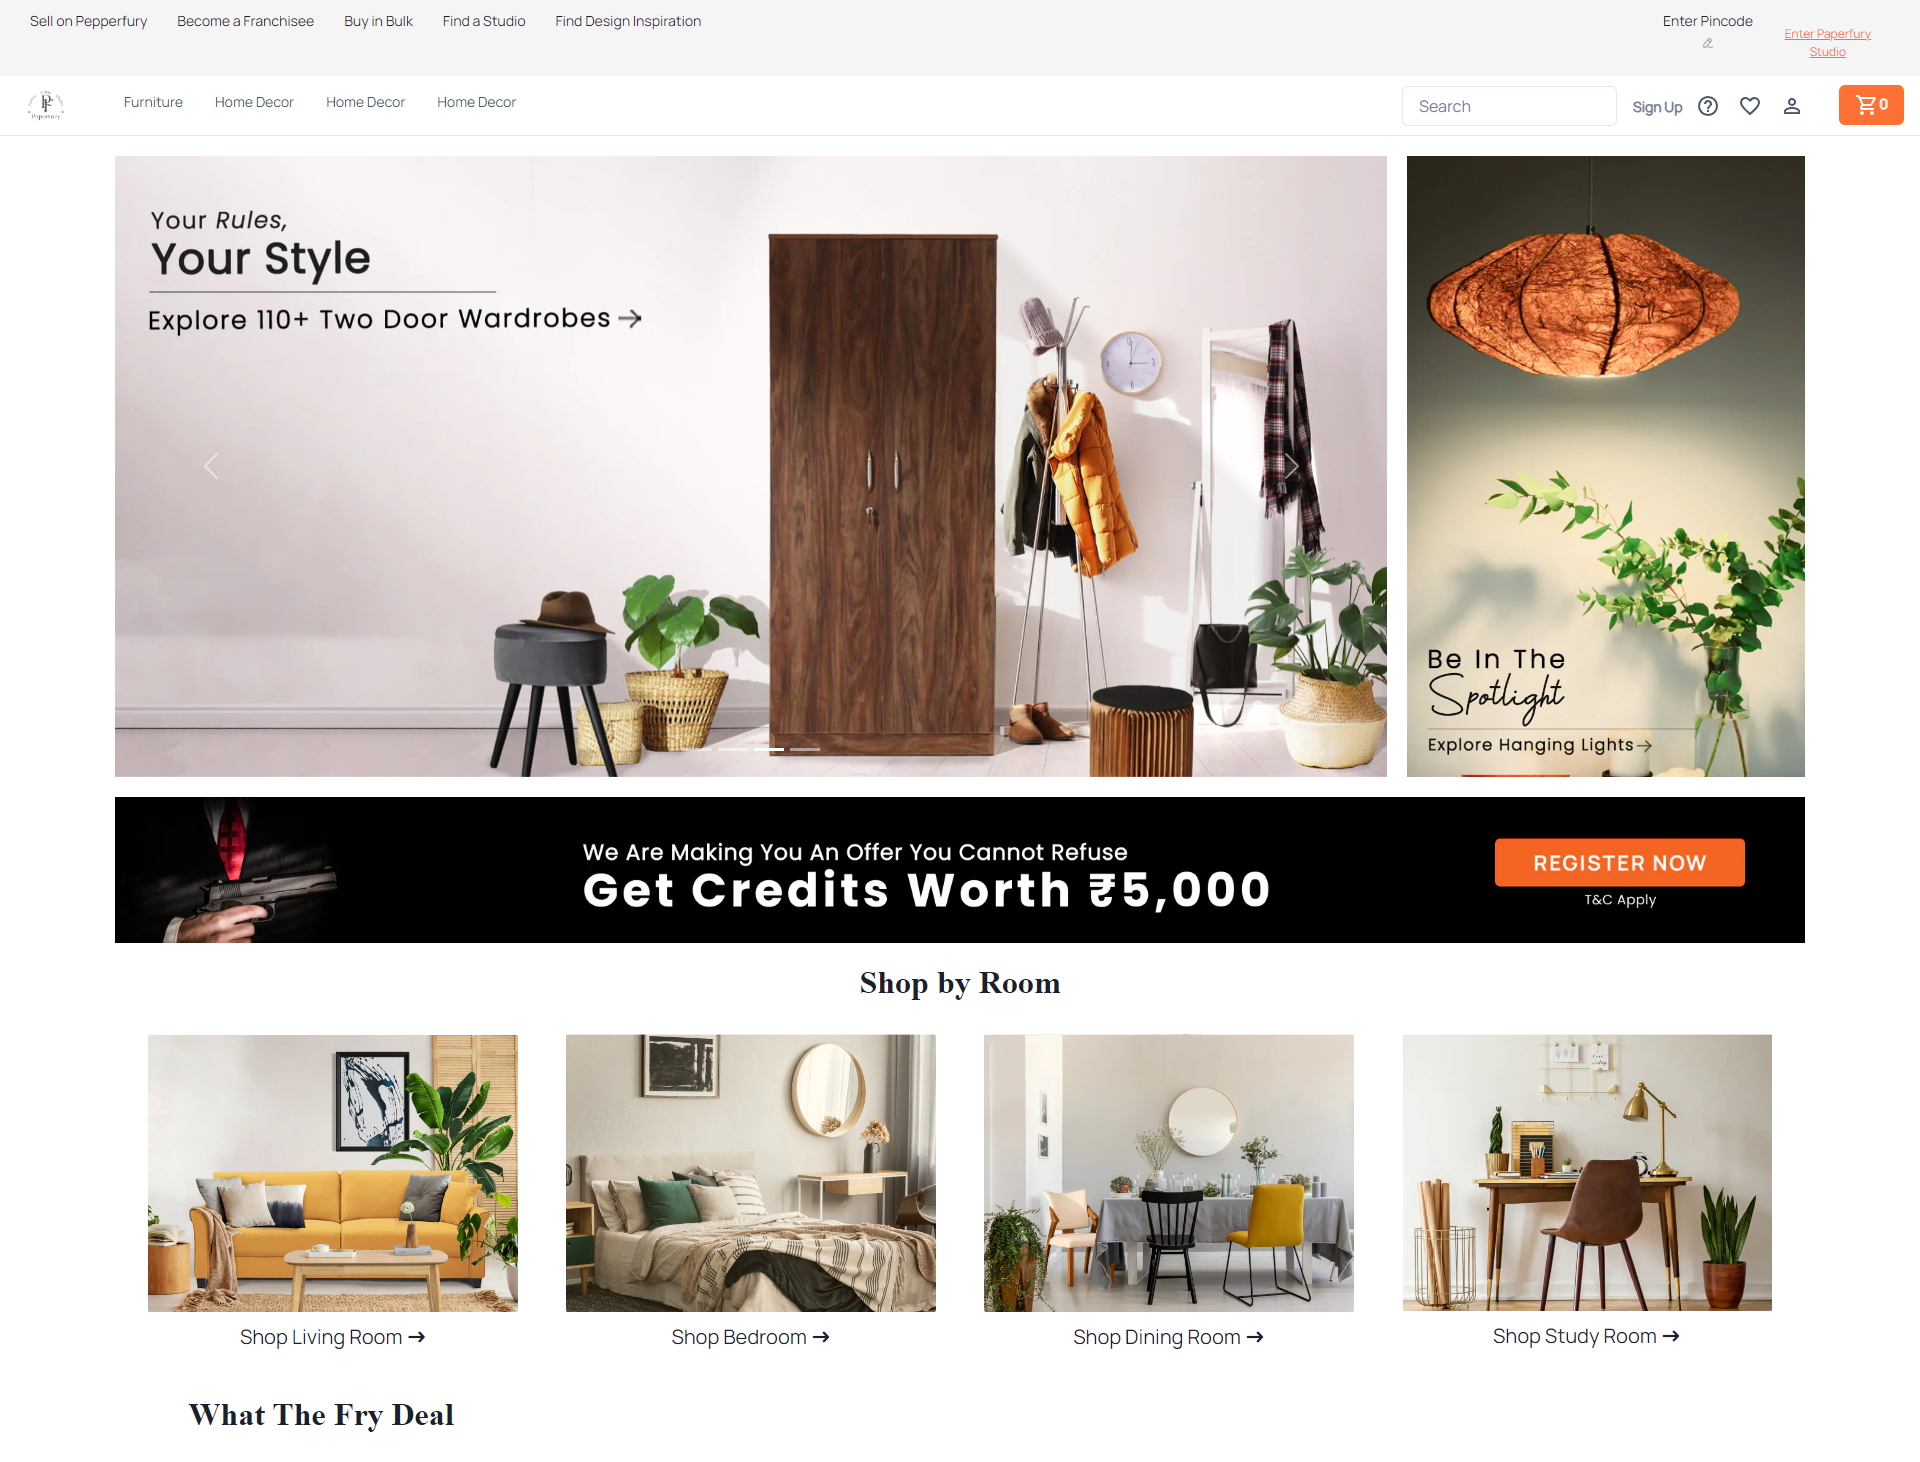 Sell on Pepperfury Become a Franchisee Buy in Bulk Find a Studio Find Design Inspiration Enter Pincode
Enter Paperfury
Studio
Paperfury
Furniture Home Decor Home Decor Home Decor Search Sign Up 0
Your Rules,
Your Style
Explore 110+ Two Door Wardrobes →
Be In The
Spotlight
Explore Hanging Lights →
We Are Making You An Offer You Cannot Refuse
Get Credits Worth ₹5,000
REGISTER NOW
T&C Apply
Shop by Room
Shop Living Room → Shop Bedroom → Shop Dining Room → Shop Study Room →
What The Fry Deal